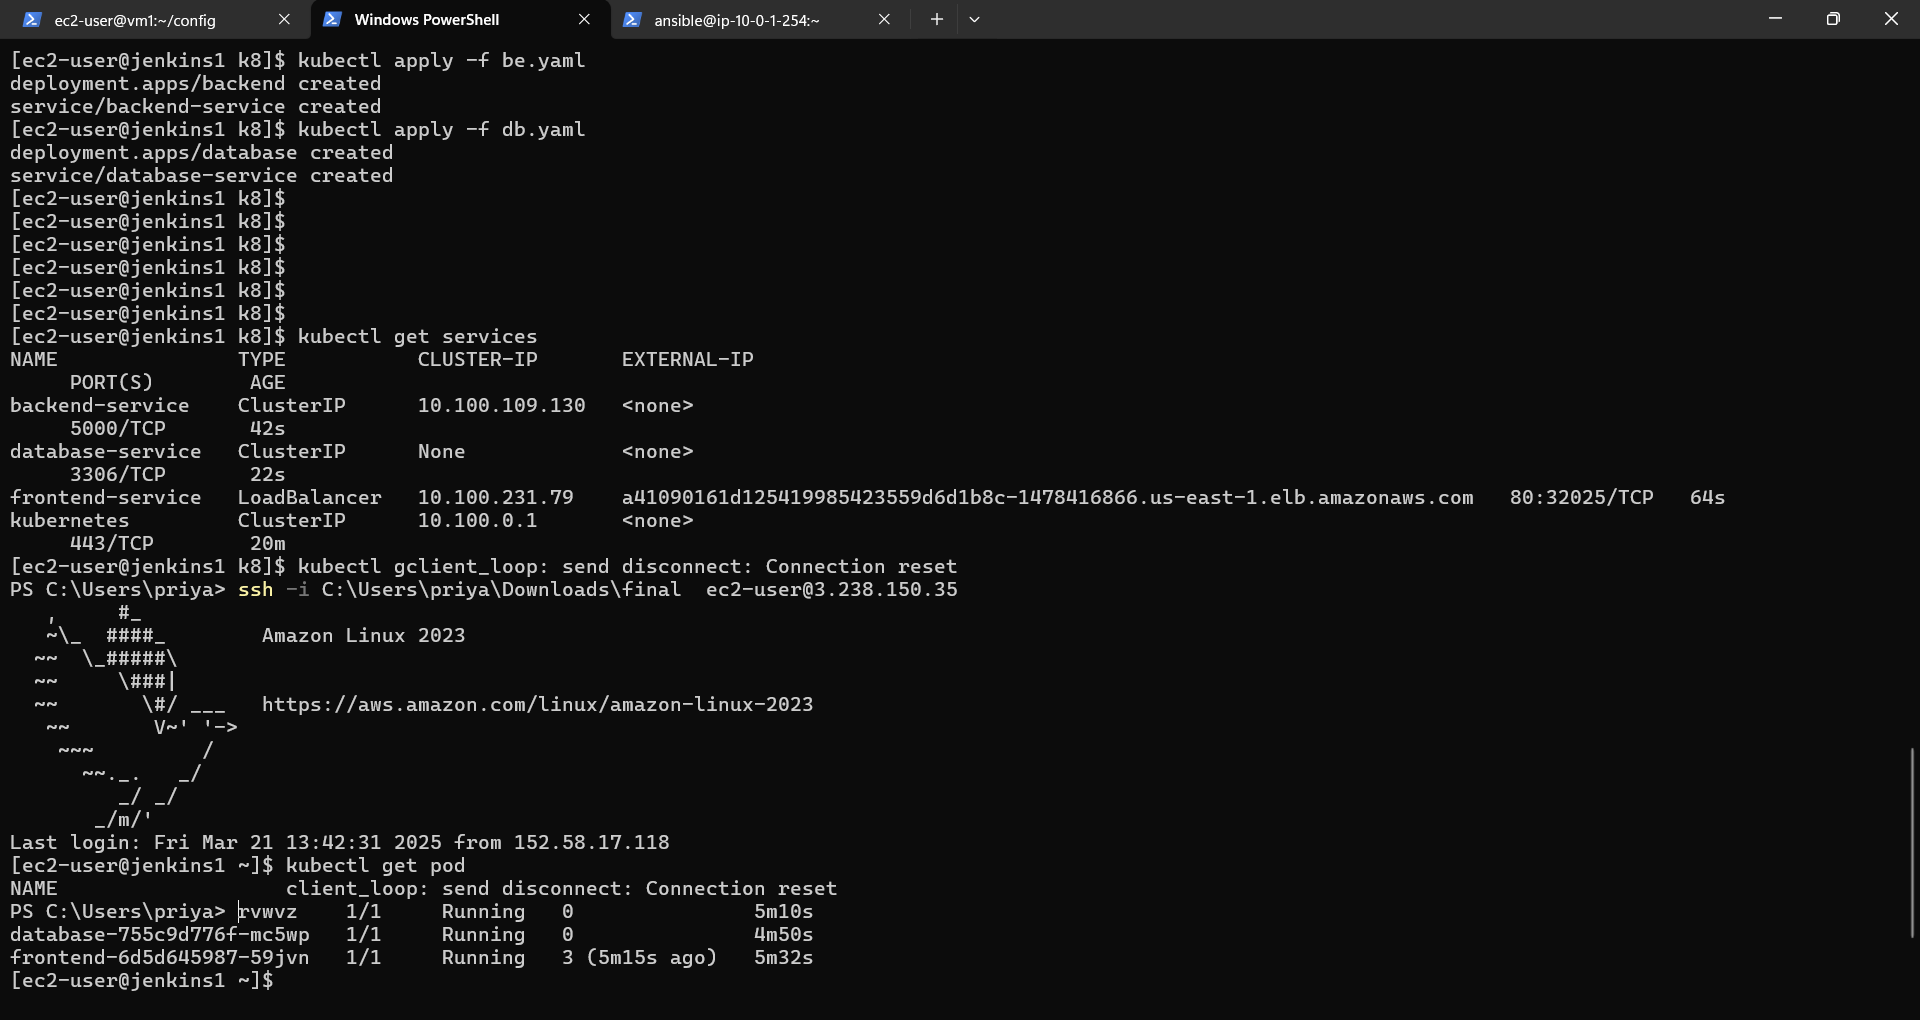 ec2-user@vm1:~/config
Windows PowerShell
ansible@ip-10-0-1-254:~
[ec2-user@jenkins1 k8]$ kubectl apply -f be.yaml
deployment.apps/backend created
service/backend-service created
[ec2-user@jenkins1 k8]$ kubectl apply -f db.yaml
deployment.apps/database created
service/database-service created
[ec2-user@jenkins1 k8]$
[ec2-user@jenkins1 k8]$
[ec2-user@jenkins1 k8]$
[ec2-user@jenkins1 k8]$
[ec2-user@jenkins1 k8]$
[ec2-user@jenkins1 k8]$
[ec2-user@jenkins1 k8]$ kubectl get services
NAME               TYPE           CLUSTER-IP       EXTERNAL-IP
     PORT(S)        AGE
backend-service    ClusterIP      10.100.109.130   <none>
     5000/TCP       42s
database-service   ClusterIP      None             <none>
     3306/TCP       22s
frontend-service   LoadBalancer   10.100.231.79    a41090161d125419985423559d6d1b8c-1478416866.us-east-1.elb.amazonaws.com   80:32025/TCP   64s
kubernetes         ClusterIP      10.100.0.1       <none>
     443/TCP        20m
[ec2-user@jenkins1 k8]$ kubectl gclient_loop: send disconnect: Connection reset
PS C:\Users\priya> ssh -i C:\Users\priya\Downloads\final  ec2-user@3.238.150.35
   ,     #_
   ~\_  ####_        Amazon Linux 2023
  ~~  \_#####\
  ~~     \###|
  ~~       \#/ ___   https://aws.amazon.com/linux/amazon-linux-2023
   ~~       V~' '->
    ~~~         /
      ~~._.   _/
         _/ _/
       _/m/'
Last login: Fri Mar 21 13:42:31 2025 from 152.58.17.118
[ec2-user@jenkins1 ~]$ kubectl get pod
NAME                   client_loop: send disconnect: Connection reset
PS C:\Users\priya> rvwvz    1/1     Running   0               5m10s
database-755c9d776f-mc5wp   1/1     Running   0               4m50s
frontend-6d5d645987-59jvn   1/1     Running   3 (5m15s ago)   5m32s
[ec2-user@jenkins1 ~]$